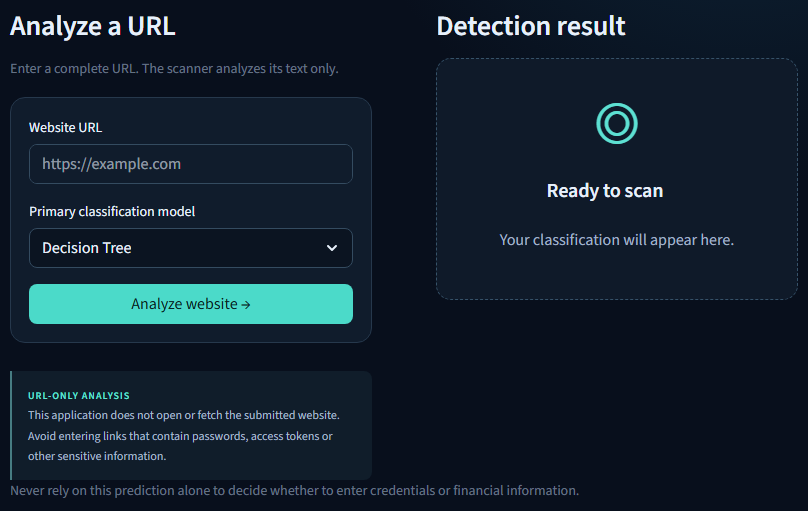 Analyze a URL
Enter a complete URL. The scanner analyzes its text only.
Website URL
https://example.com
Primary classification model
Decision Tree
Analyze website →
URL-ONLY ANALYSIS
This application does not open or fetch the submitted website.
Avoid entering links that contain passwords, access tokens or
other sensitive information.
Detection result
Ready to scan
Your classification will appear here.
Never rely on this prediction alone to decide whether to enter credentials or financial information.